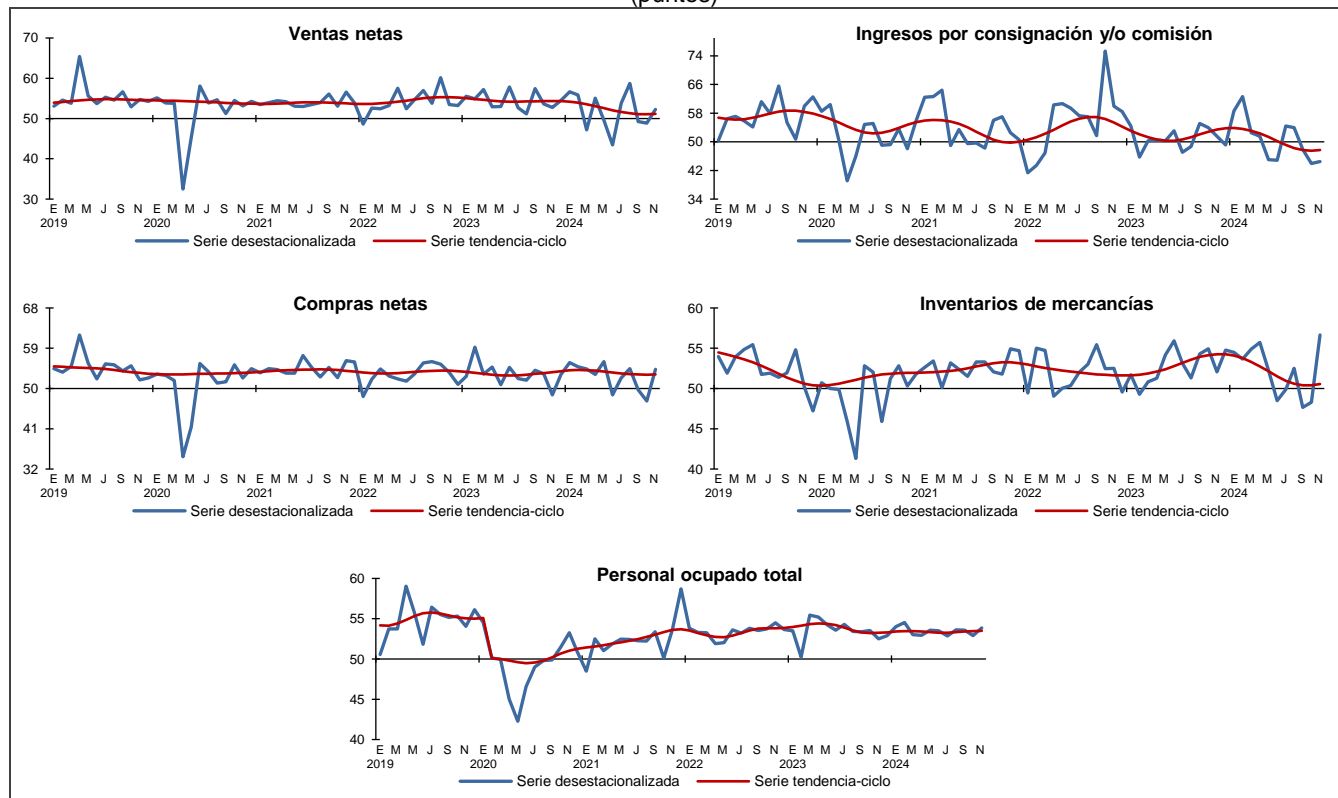 (puntos)
Ventas netas
70
60
50
40
30
E M M J S N E M M J S N E M M J S N E M M J S N E M M J S N E M M J S N
2019 2020 2021 2022 2023 2024
Serie desestacionalizada Serie tendencia-ciclo
Ingresos por consignación y/o comisión
74
66
58
50
42
34
E M M J S N E M M J S N E M M J S N E M M J S N E M M J S N E M M J S N
2019 2020 2021 2022 2023 2024
Serie desestacionalizada Serie tendencia-ciclo
Compras netas
68
59
50
41
32
E M M J S N E M M J S N E M M J S N E M M J S N E M M J S N E M M J S N
2019 2020 2021 2022 2023 2024
Serie desestacionalizada Serie tendencia-ciclo
Inventarios de mercancías
60
55
50
45
40
E M M J S N E M M J S N E M M J S N E M M J S N E M M J S N E M M J S N
2019 2020 2021 2022 2023 2024
Serie desestacionalizada Serie tendencia-ciclo
Personal ocupado total
60
55
50
45
40
E M M J S N E M M J S N E M M J S N E M M J S N E M M J S N E M M J S N
2019 2020 2021 2022 2023 2024
Serie desestacionalizada Serie tendencia-ciclo